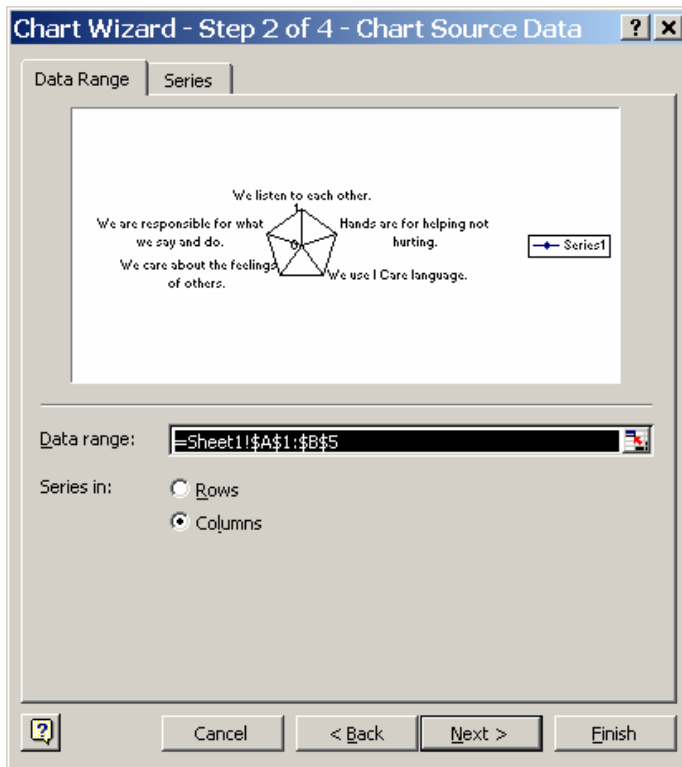 Chart Wizard - Step 2 of 4 - Chart Source Data
Data Range
Series
We listen to each other.
1
We are responsible for what
we say and do.
Hands are for helping not
hurting.
0
Series1
We care about the feelings
of others.
We use I Care language.
Data range:
=Sheet1!$A$1:$B$5
Series in:
Rows
Columns
Cancel
< Back
Next >
Finish